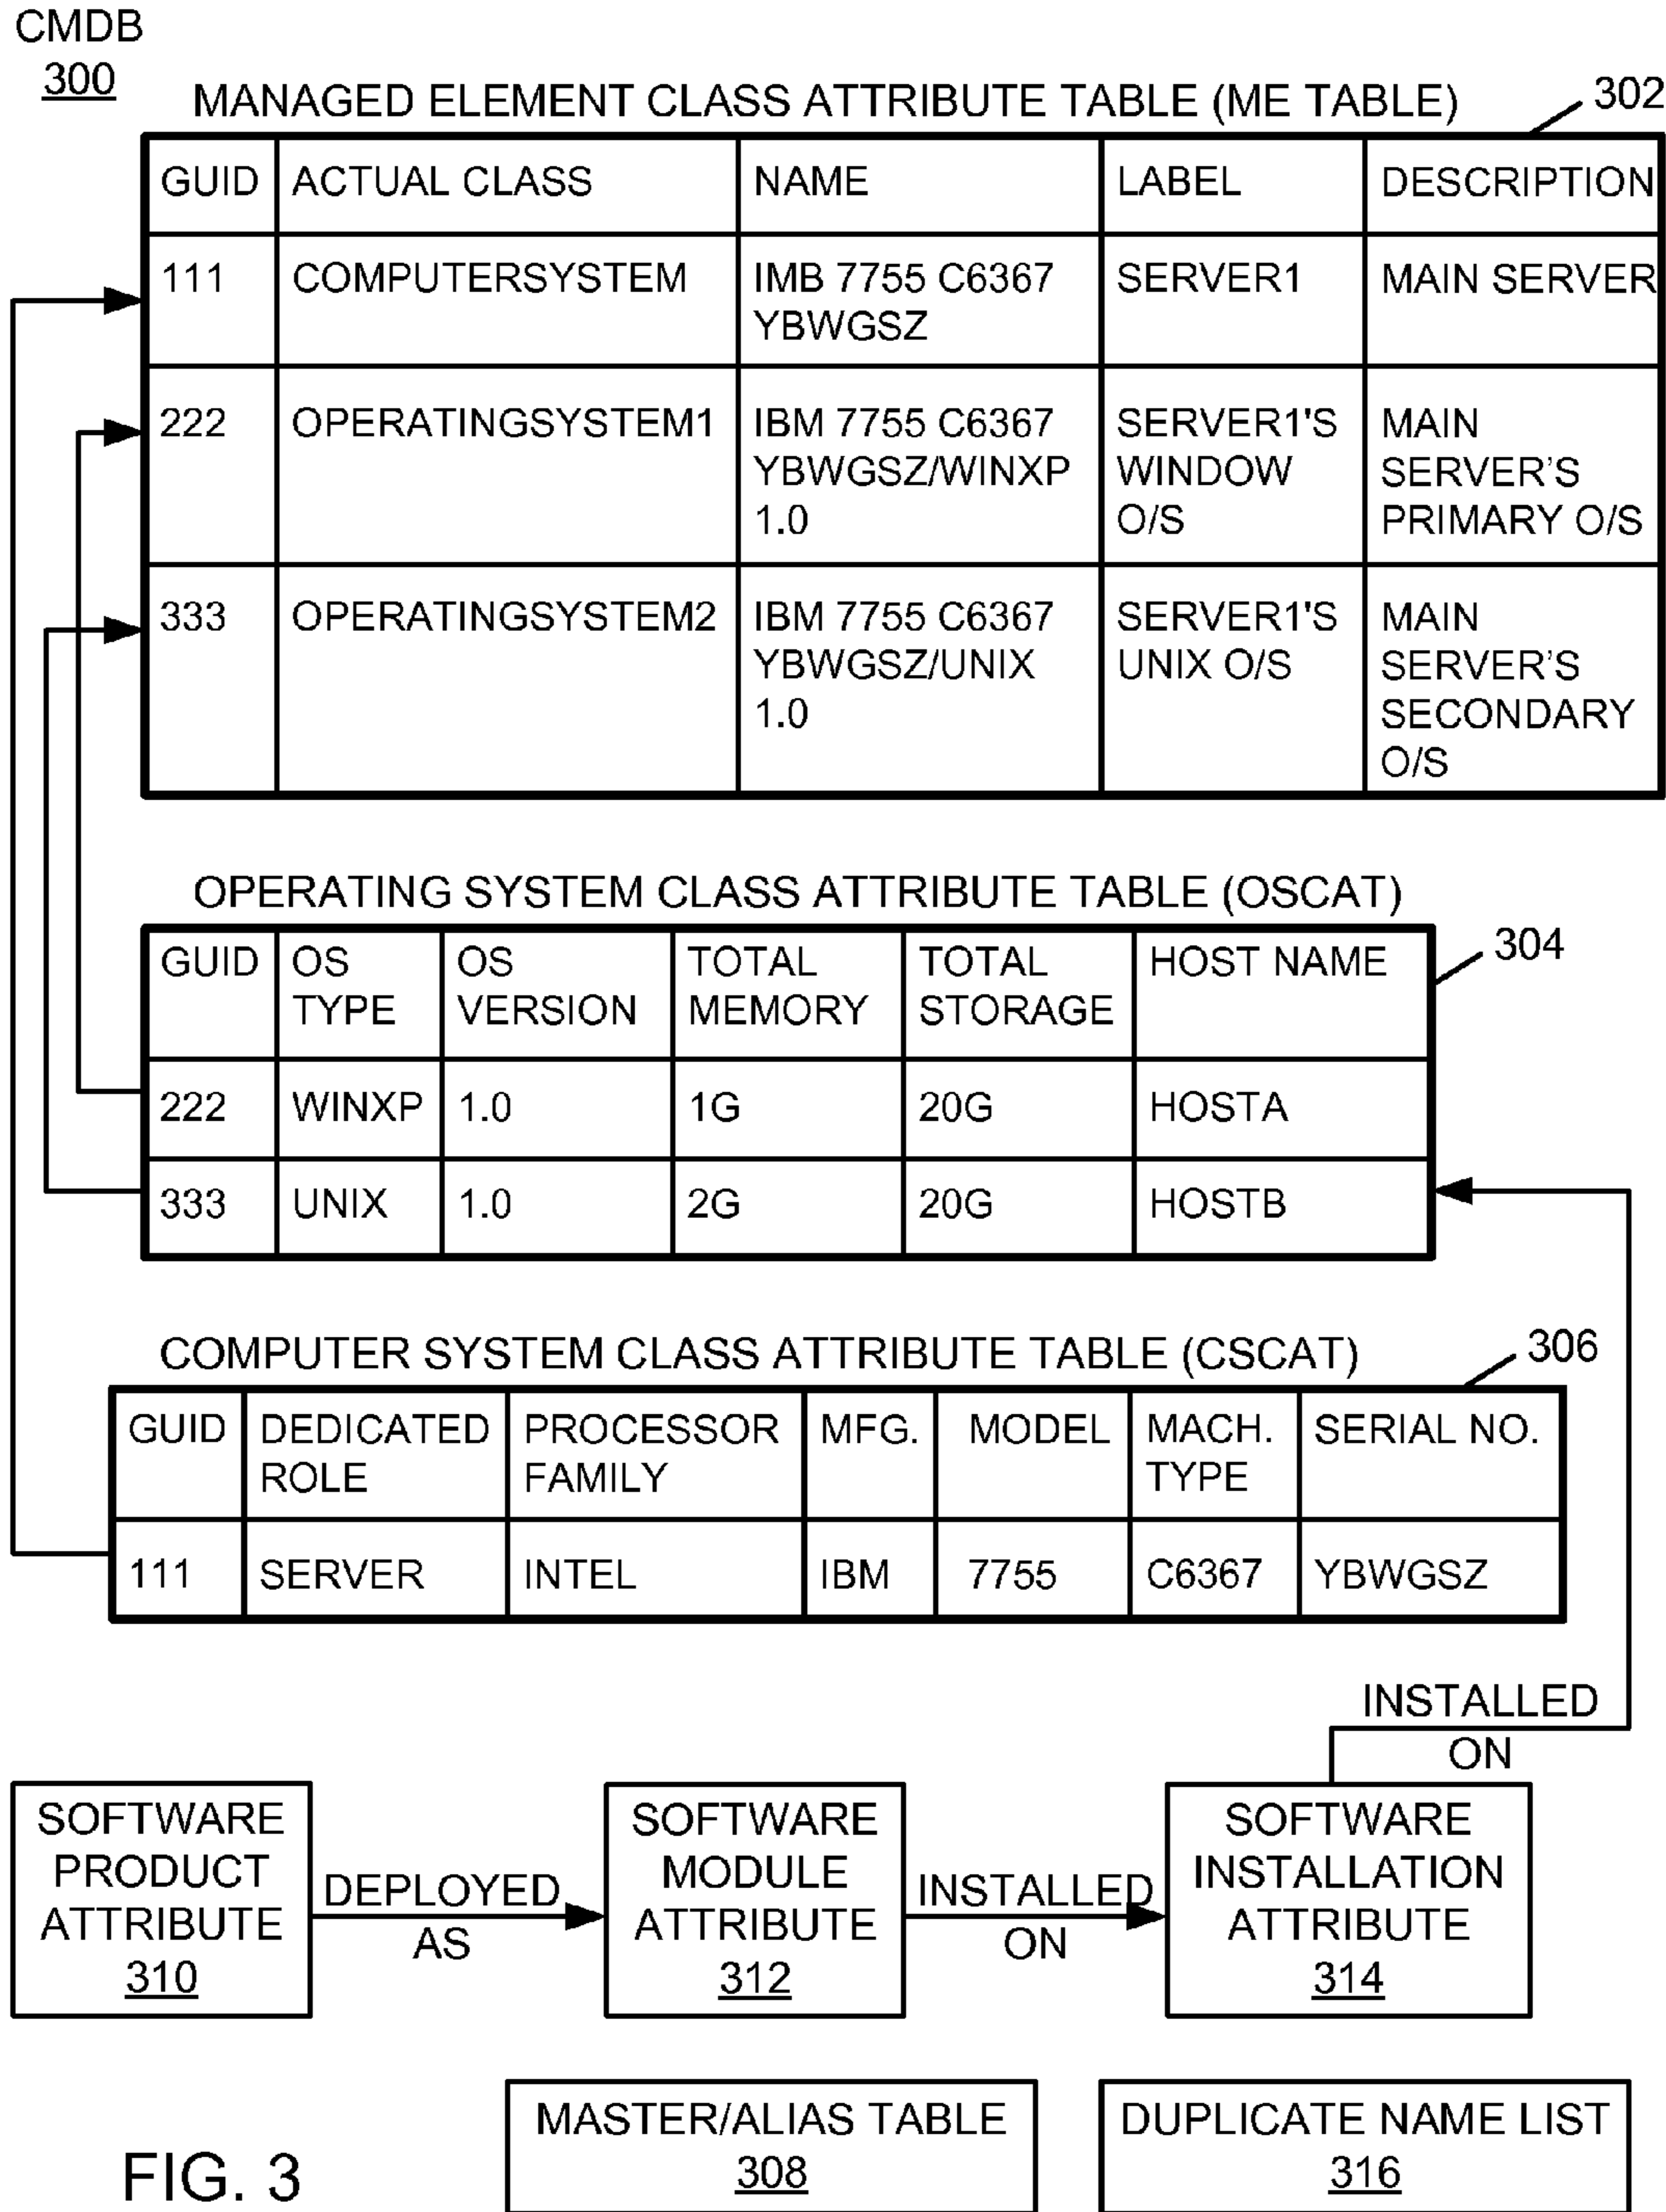 CMDB
300
MANAGED ELEMENT CLASS ATTRIBUTE TABLE (ME TABLE)
302
GUID ACTUAL CLASS NAME LABEL DESCRIPTION
111 COMPUTERSYSTEM IMB 7755 C6367 SERVER1 MAIN SERVER
YBWGSZ
222 OPERATINGSYSTEM1 IBM 7755 C6367 SERVER1'S MAIN
YBWGSZ/WINXP WINDOW SERVER'S
1.0 O/S PRIMARY O/S
333 OPERATINGSYSTEM2 IBM 7755 C6367 SERVER1'S MAIN
YBWGSZ/UNIX UNIX O/S SERVER'S
1.0 SECONDARY
O/S
OPERATING SYSTEM CLASS ATTRIBUTE TABLE (OSCAT)
304
GUID OS OS TOTAL TOTAL HOST NAME
TYPE VERSION MEMORY STORAGE
222 WINXP 1.0 1G 20G HOSTA
333 UNIX 1.0 2G 20G HOSTB
COMPUTER SYSTEM CLASS ATTRIBUTE TABLE (CSCAT)
306
GUID DEDICATED PROCESSOR MFG. MODEL MACH. SERIAL NO.
ROLE FAMILY TYPE
111 SERVER INTEL IBM 7755 C6367 YBWGSZ
INSTALLED
ON
SOFTWARE
PRODUCT
ATTRIBUTE
310
DEPLOYED
AS
SOFTWARE
MODULE
ATTRIBUTE
312
INSTALLED
ON
SOFTWARE
INSTALLATION
ATTRIBUTE
314
MASTER/ALIAS TABLE
308
DUPLICATE NAME LIST
316
FIG. 3